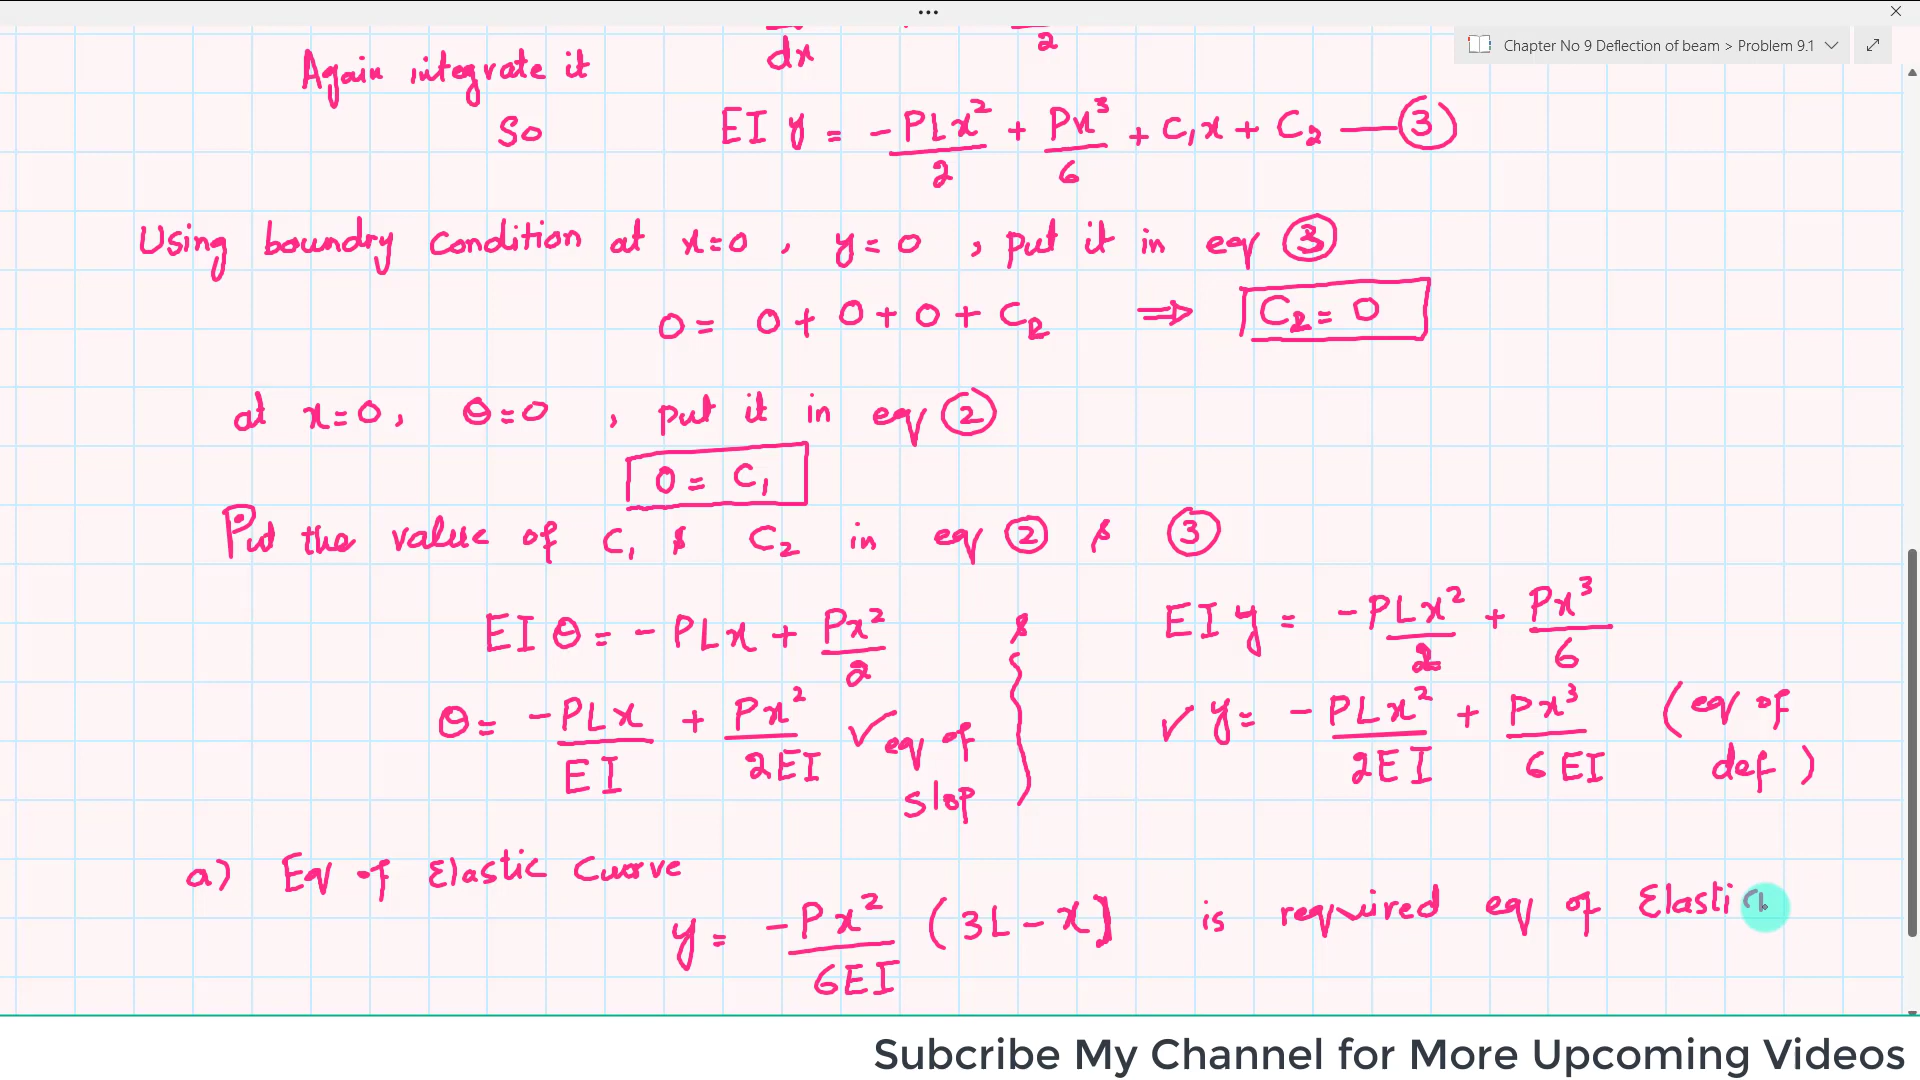 ...
Chapter No 9 Deflection of beam > Problem 9.1
dx 2
Again integrate it
So EI y = -PLx²/2 + Px³/6 + C₁x + C₂ — ③
Using boundry condition at x=0, y=0, put it in eq ③
0 = 0 + 0 + 0 + C₂ ⇒ C₂ = 0
at x=0, θ=0, put it in eq ②
0 = C₁
Put the value of C₁ & C₂ in eq ② & ③
EI θ = -PLx + Px²/2 & EI y = -PLx²/2 + Px³/6
θ = -PLx/EI + Px²/2EI ✓ eq of slop ✓ y = -PLx²/2EI + Px³/6EI (eq of def)
a) Eq of Elastic Curve
y = -Px²/6EI (3L - x] is required eq of Elastic
Subcribe My Channel for More Upcoming Videos